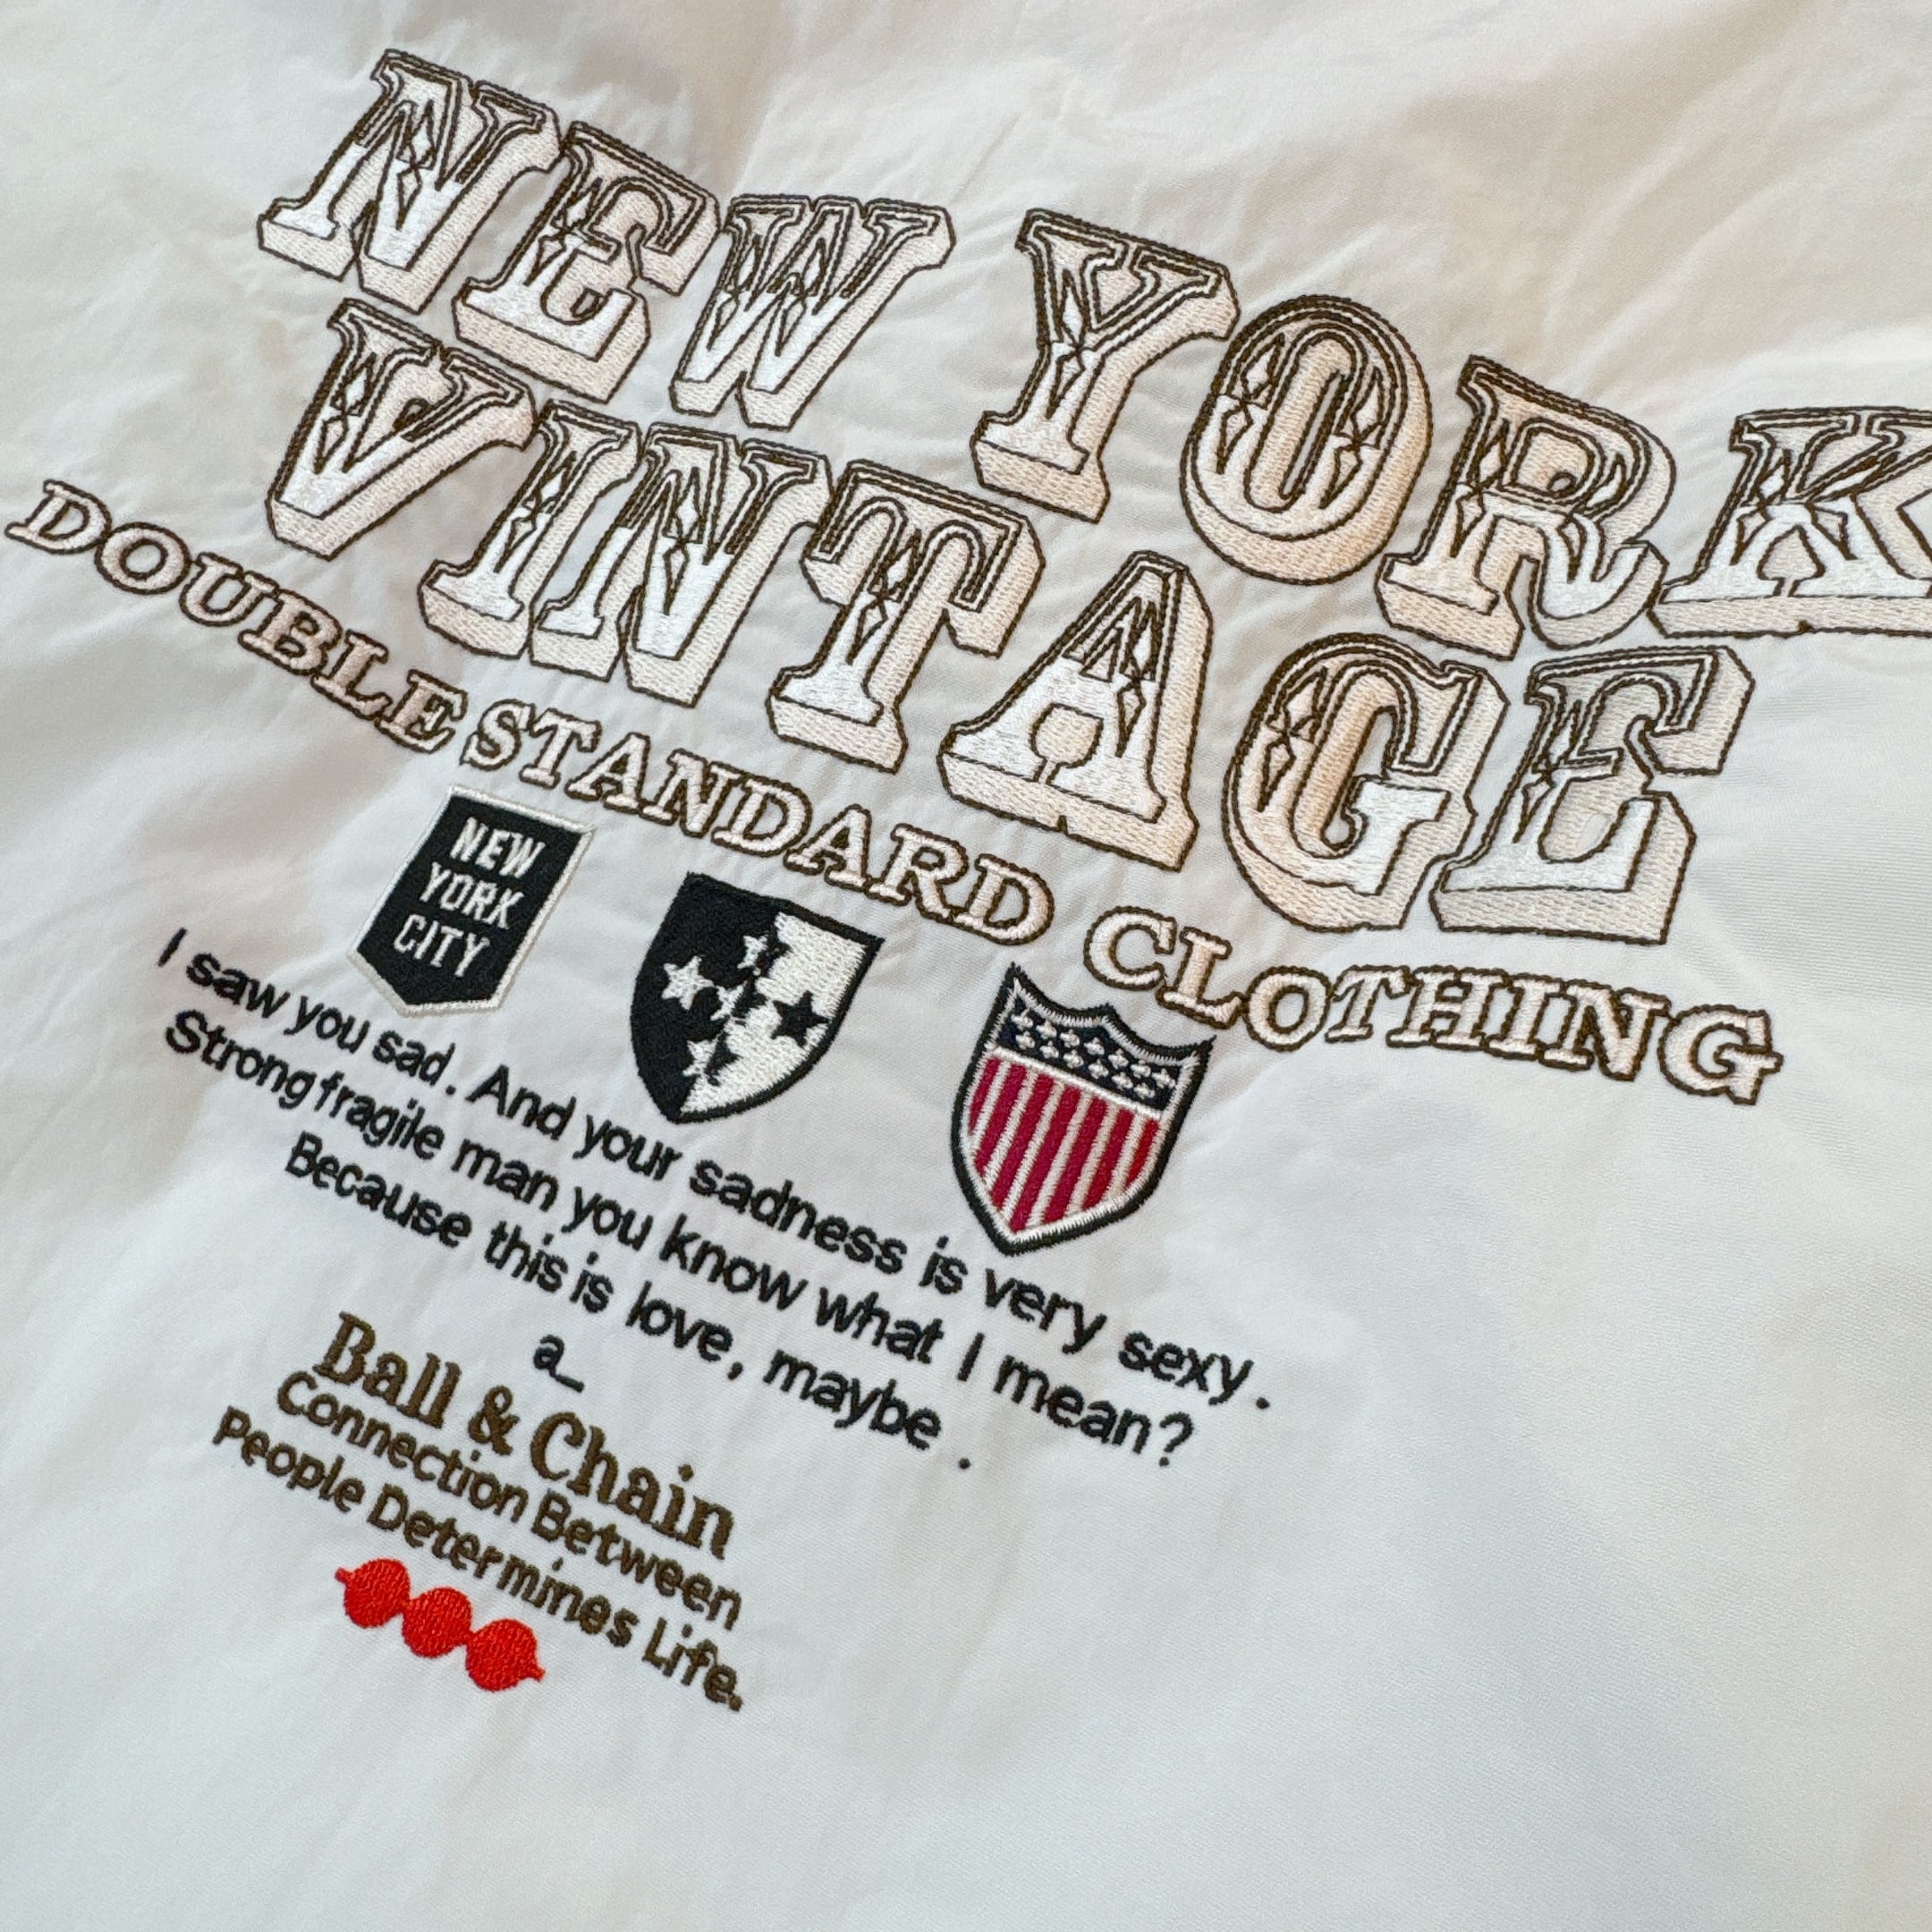 NEW YORK
VINTAGE
DOUBLE STANDARD CLOTHING
NEW
YORK
CITY
I saw you sad. And your sadness is very sexy.
Strong fragile man you know what I mean?
Because this is love, maybe.
a_
Ball & Chain
Connection Between
People Determines Life.